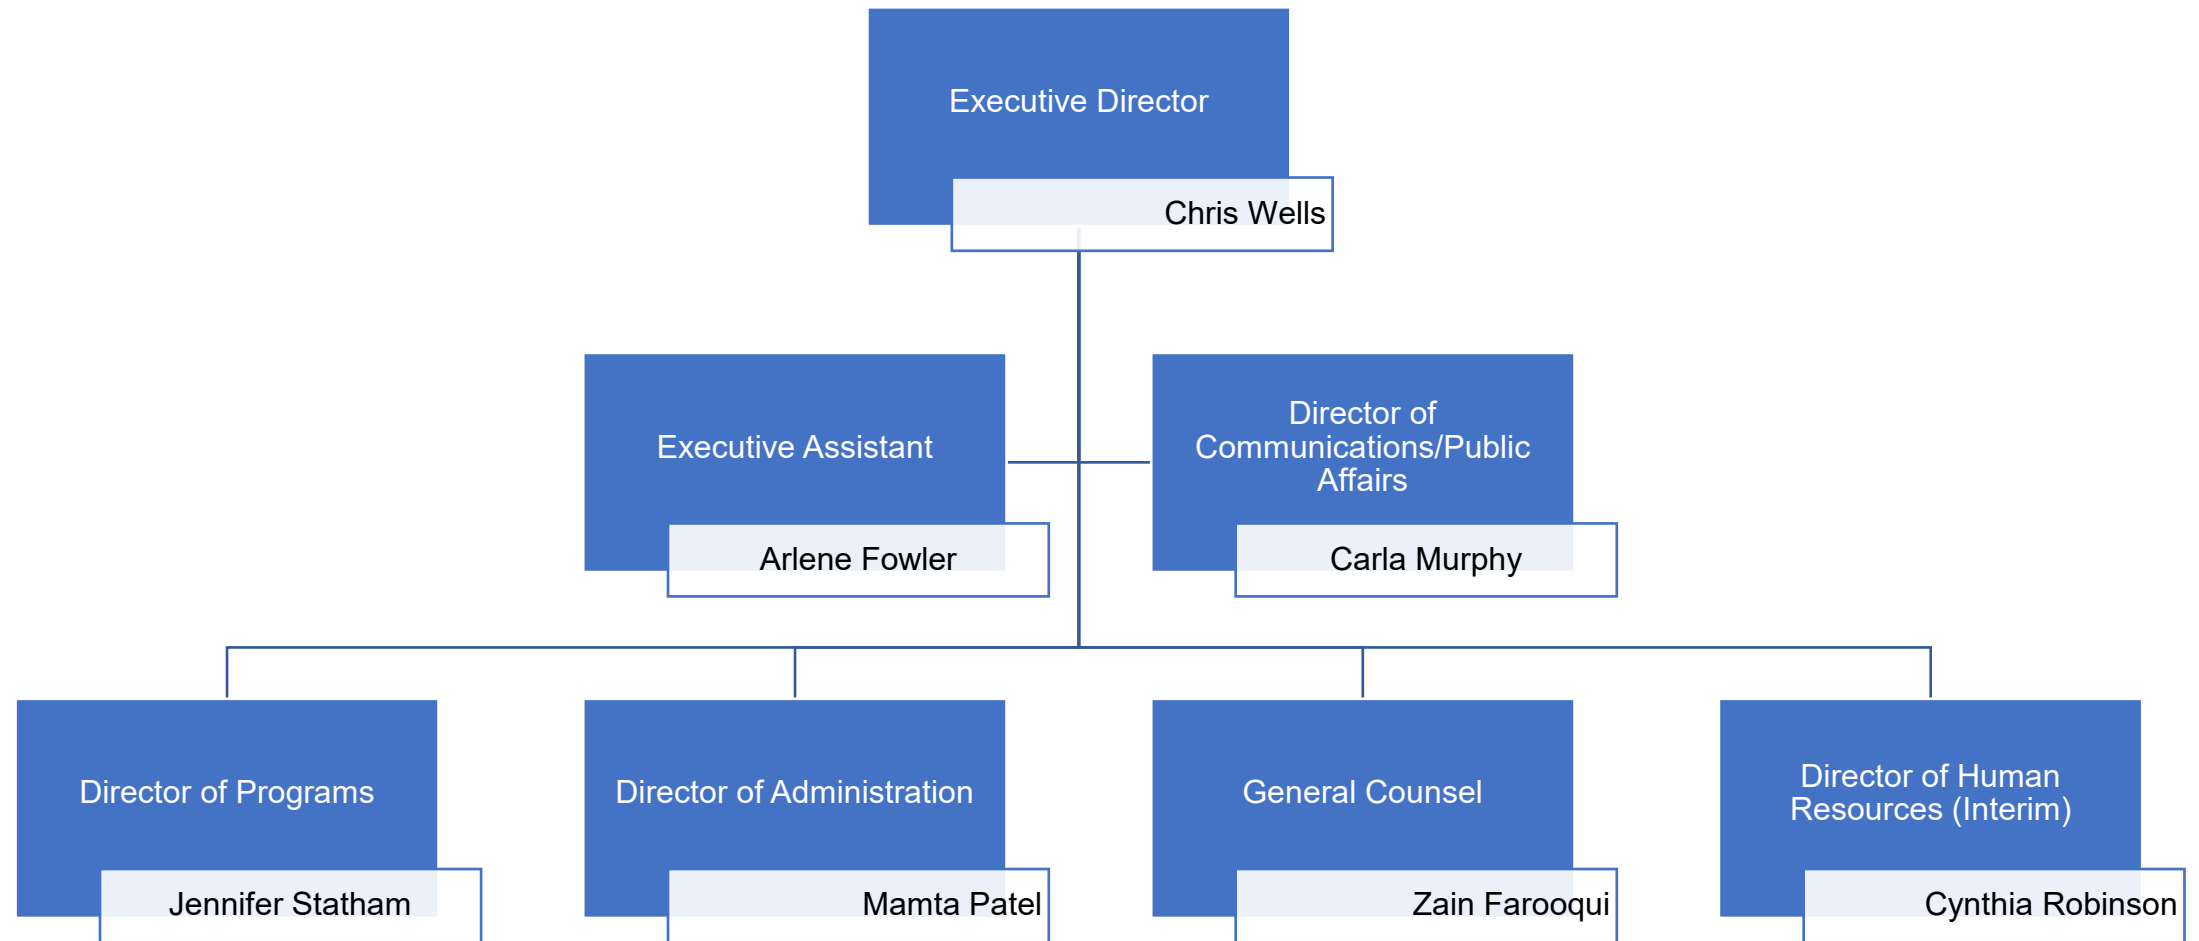 Executive Director
Chris Wells
Executive Assistant
Arlene Fowler
Director of
Communications/Public
Affairs
Carla Murphy
Director of Programs
Jennifer Statham
Director of Administration
Mamta Patel
General Counsel
Zain Farooqui
Director of Human
Resources (Interim)
Cynthia Robinson